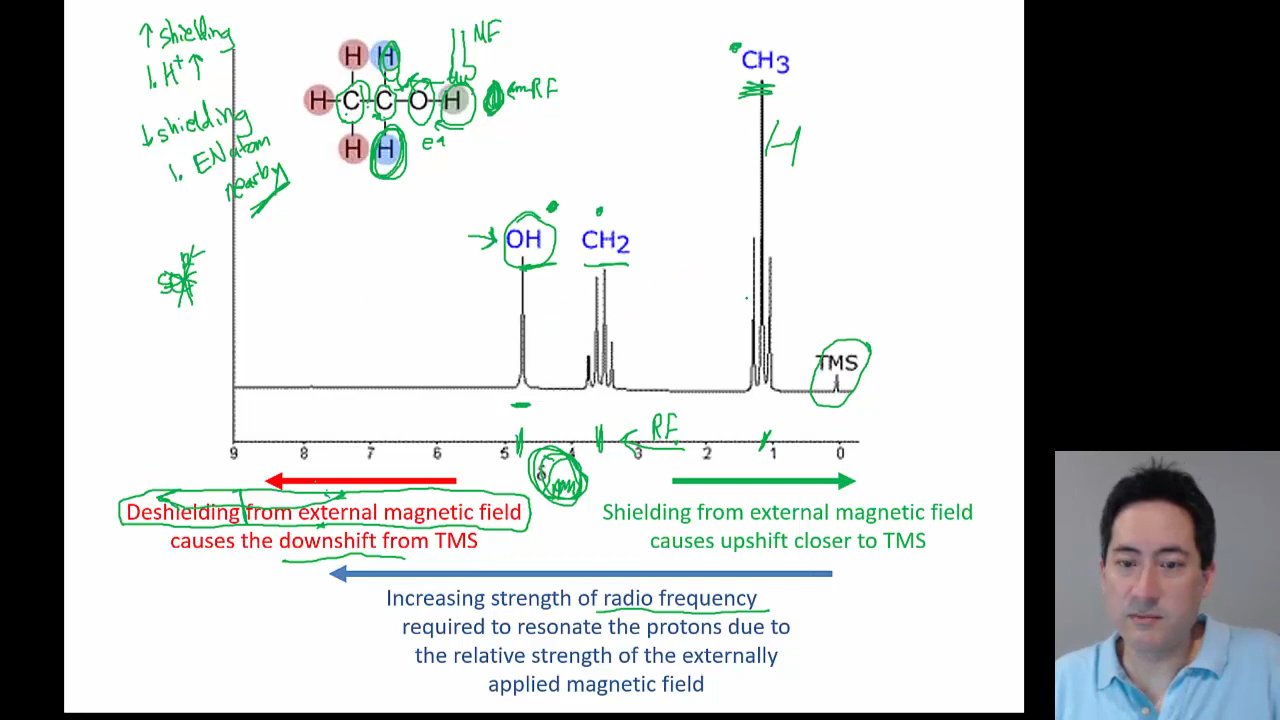 ↑ shielding
1. H+ ↑
↓ shielding
1. EN atom
nearby
H H
H C C O H
H H
MF
RF
e-
CH3
H
OH CH2
TMS
RF
9 8 7 6 5 4 3 2 1 0
δ ppm
Deshielding from external magnetic field
causes the downshift from TMS
Shielding from external magnetic field
causes upshift closer to TMS
Increasing strength of radio frequency
required to resonate the protons due to
the relative strength of the externally
applied magnetic field